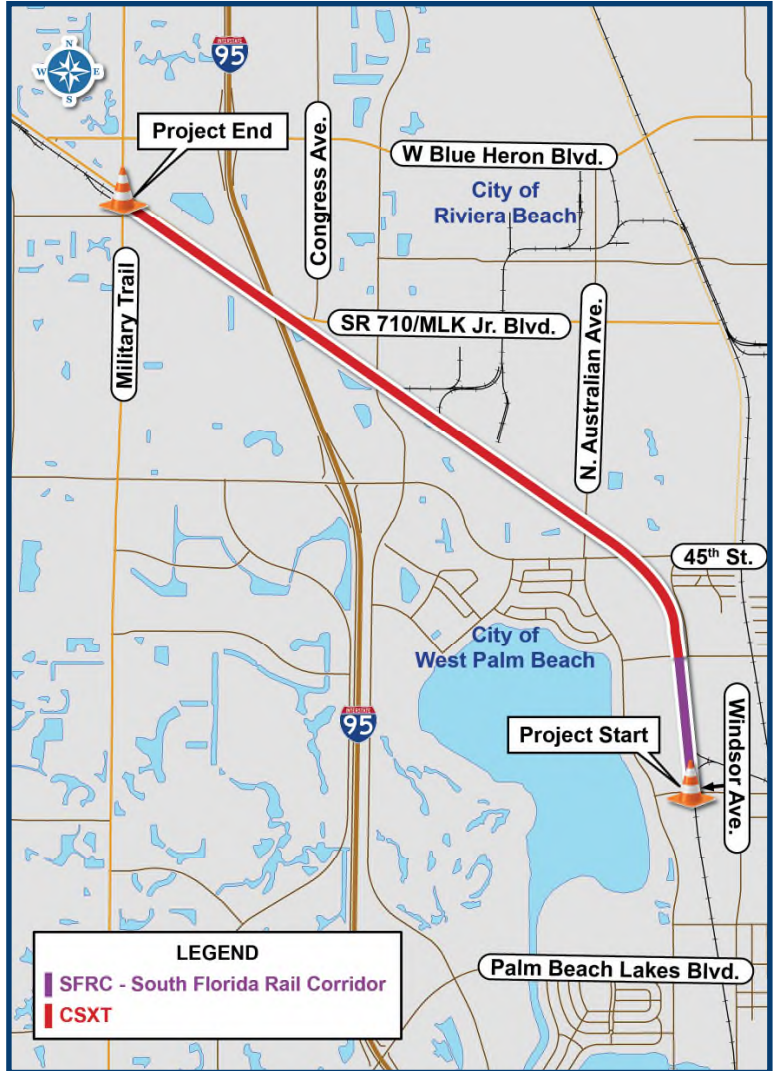 N
W E
S
INTERSTATE
95
Project End
Congress Ave.
W Blue Heron Blvd.
City of
Riviera Beach
Military Trail
SR 710/MLK Jr. Blvd.
N. Australian Ave.
45th St.
City of
West Palm Beach
INTERSTATE
95
Project Start
Windsor Ave.
LEGEND
SFRC - South Florida Rail Corridor
CSXT
Palm Beach Lakes Blvd.